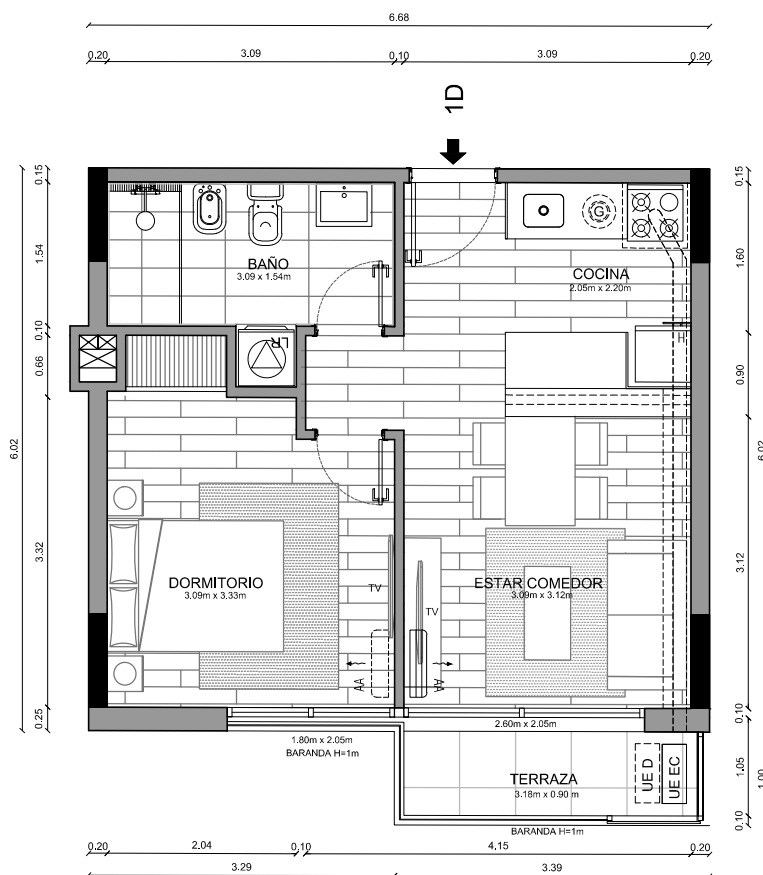 6.68
0.20
3.09
0.10
3.09
0.20
1D
0.15
0.15
G
1.54
BAÑO
3.09 x 1.54m
COCINA
2.05m x 2.20m
1.60
0.10
LR
H
0.66
0.90
6.02
6.02
3.32
DORMITORIO
3.09m x 3.33m
TV
ESTAR COMEDOR
3.09m x 3.12m
TV
3.12
AA
AA
0.25
0.10
1.80m x 2.05m
BARANDA H=1m
2.60m x 2.05m
TERRAZA
3.18m x 0.90 m
UE D
UE EC
1.05
1.00
0.10
BARANDA H=1m
0.20
2.04
0.10
4.15
0.20
3.29
3.39